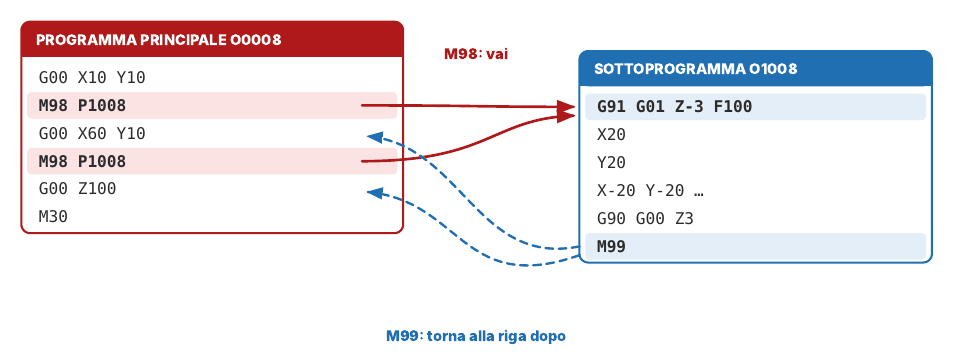 PROGRAMMA PRINCIPALE O0008
G00 X10 Y10
M98 P1008
G00 X60 Y10
M98 P1008
G00 Z100
M30
M98: vai
SOTTOPROGRAMMA O1008
G91 G01 Z-3 F100
X20
Y20
X-20 Y-20 …
G90 G00 Z3
M99
M99: torna alla riga dopo